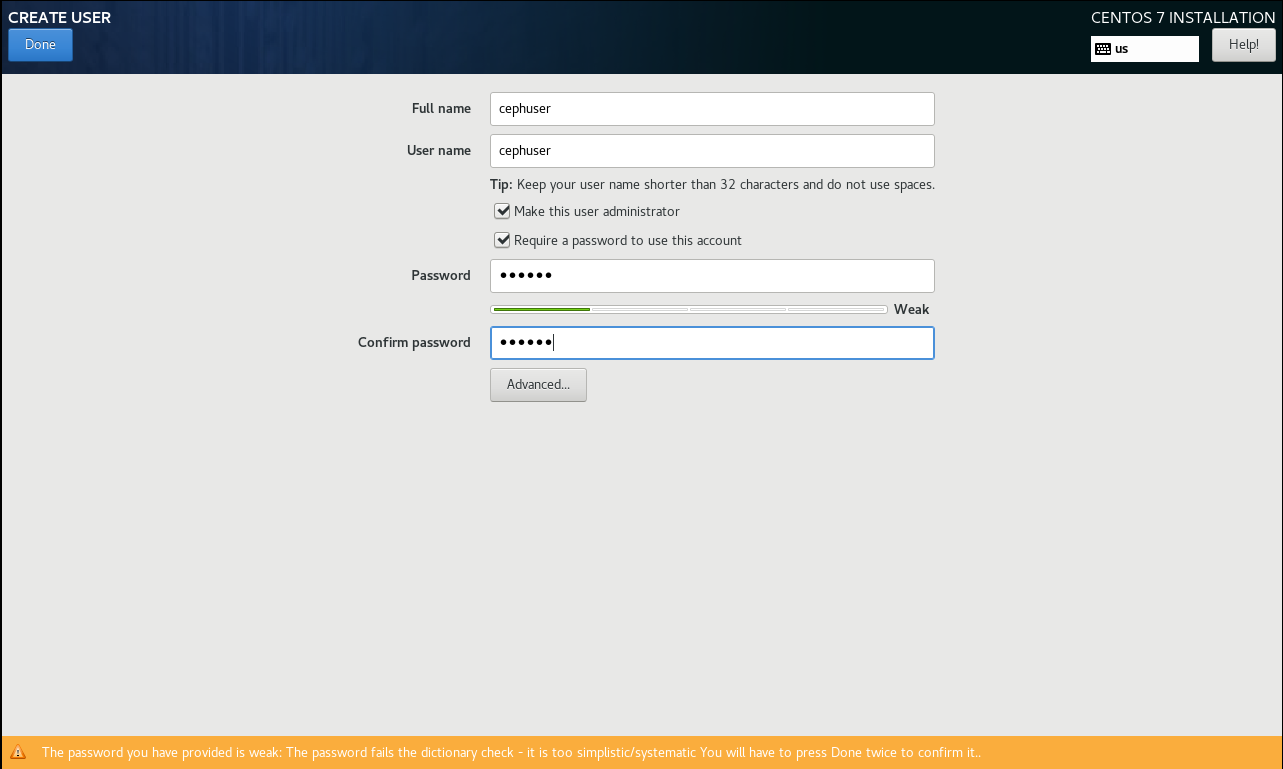 CREATE USER
CENTOS 7 INSTALLATION
Done
us
Help!
Full name
cephuser
User name
cephuser
Tip: Keep your user name shorter than 32 characters and do not use spaces.
Make this user administrator
Require a password to use this account
Password
●●●●●●
Weak
Confirm password
●●●●●●
Advanced...
The password you have provided is weak: The password fails the dictionary check - it is too simplistic/systematic You will have to press Done twice to confirm it..